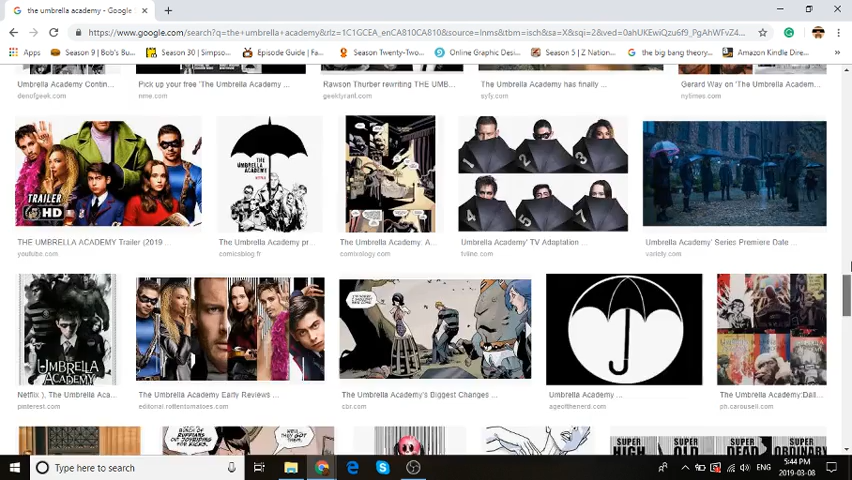 the umbrella academy - Google
https://www.google.com/search?q=the+umbrella+academy&rlz=1C1GCEA_enCA810CA810&source=lnms&tbm=isch&sa=X&sqi=2&ved=
Apps Season 9 | Bob's Bu... Season 30 | Simpso... Episode Guide | Fa... Season Twenty-Two... Online Graphic Desi... Season 5 | Z Nation... the big bang theory... Amazon Kindle Dire...
Umbrella Academy Contin... Pick up your free 'The Umbrella ... Rawson Thurber rewriting THE UMB... Umbrella Academy has finally ... Gerard Way on 'The Umbrella Academ...
denofgeek.com nme.com geektyrant.com syfy.com nytimes.com
TRAILER
HD
THE
UMBRELLA
ACADEMY
NETFLIX
1 2 3
4 5 7
THE UMBRELLA ACADEMY Trailer (2019 ... The Umbrella Academy pr... The Umbrella Academy: A... Umbrella Academy' TV Adaptation ... Umbrella Academy' Series Premiere Date ...
youtube.com comicsblog.fr comixology.com tvline.com variety.com
THE
UMBRELLA
ACADEMY
Netflix ), The Umbrella Aca... The Umbrella Academy Early Reviews ... The Umbrella Academy's Biggest Changes ... Umbrella Academy ... The Umbrella Academy:Dall...
pinterest.com editorial.rottentomatoes.com cbr.com ageofthenerd.com ph.carousell.com
SUPER SUPER SUPER SUPER
HIGH OLD DEAD ORDINARY
Type here to search
ENG
5:44 PM
2019-03-08